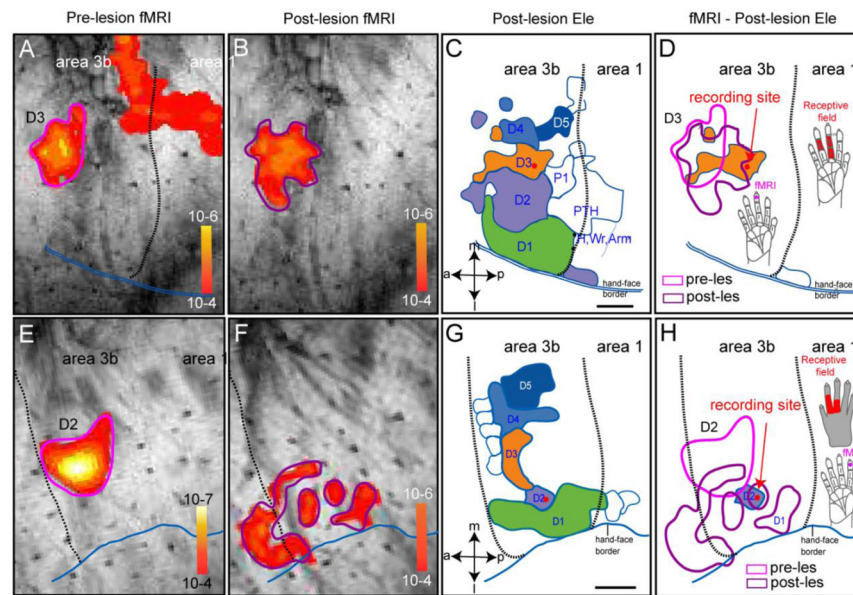 Pre-lesion fMRI
Post-lesion fMRI
Post-lesion Ele
fMRI - Post-lesion Ele
A
area 3b
area 1
D3
10-6
10-4
B
10-6
10-4
C
area 3b
area 1
D4
D5
D3
P1
D2
PTH
D1
H,Wr,Arm
m
a
p
l
hand-face
border
D
area 3b
area 1
D3
recording site
Receptive
field
fMRI
pre-les
post-les
hand-face
border
E
area 3b
area 1
D2
10-7
10-4
F
10-6
10-4
G
area 3b
area 1
D5
D4
D3
D2
D1
m
a
p
l
hand-face
border
H
area 3b
area 1
Receptive
field
D2
recording site
fM
D2
D1
hand-face
border
pre-les
post-les